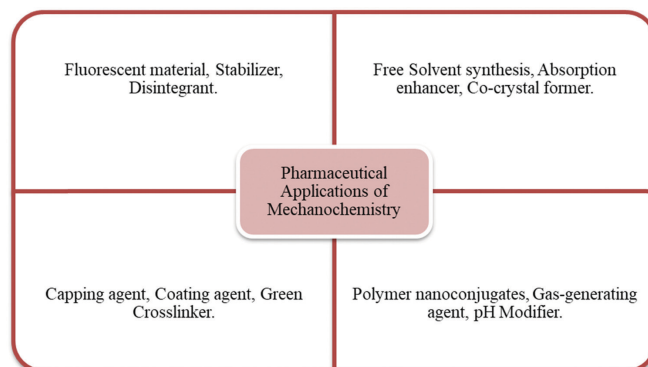 Fluorescent material, Stabilizer,
Disintegrant.
Free Solvent synthesis, Absorption
enhancer, Co-crystal former.
Pharmaceutical
Applications of
Mechanochemistry
Capping agent, Coating agent, Green
Crosslinker.
Polymer nanoconjugates, Gas-generating
agent, pH Modifier.